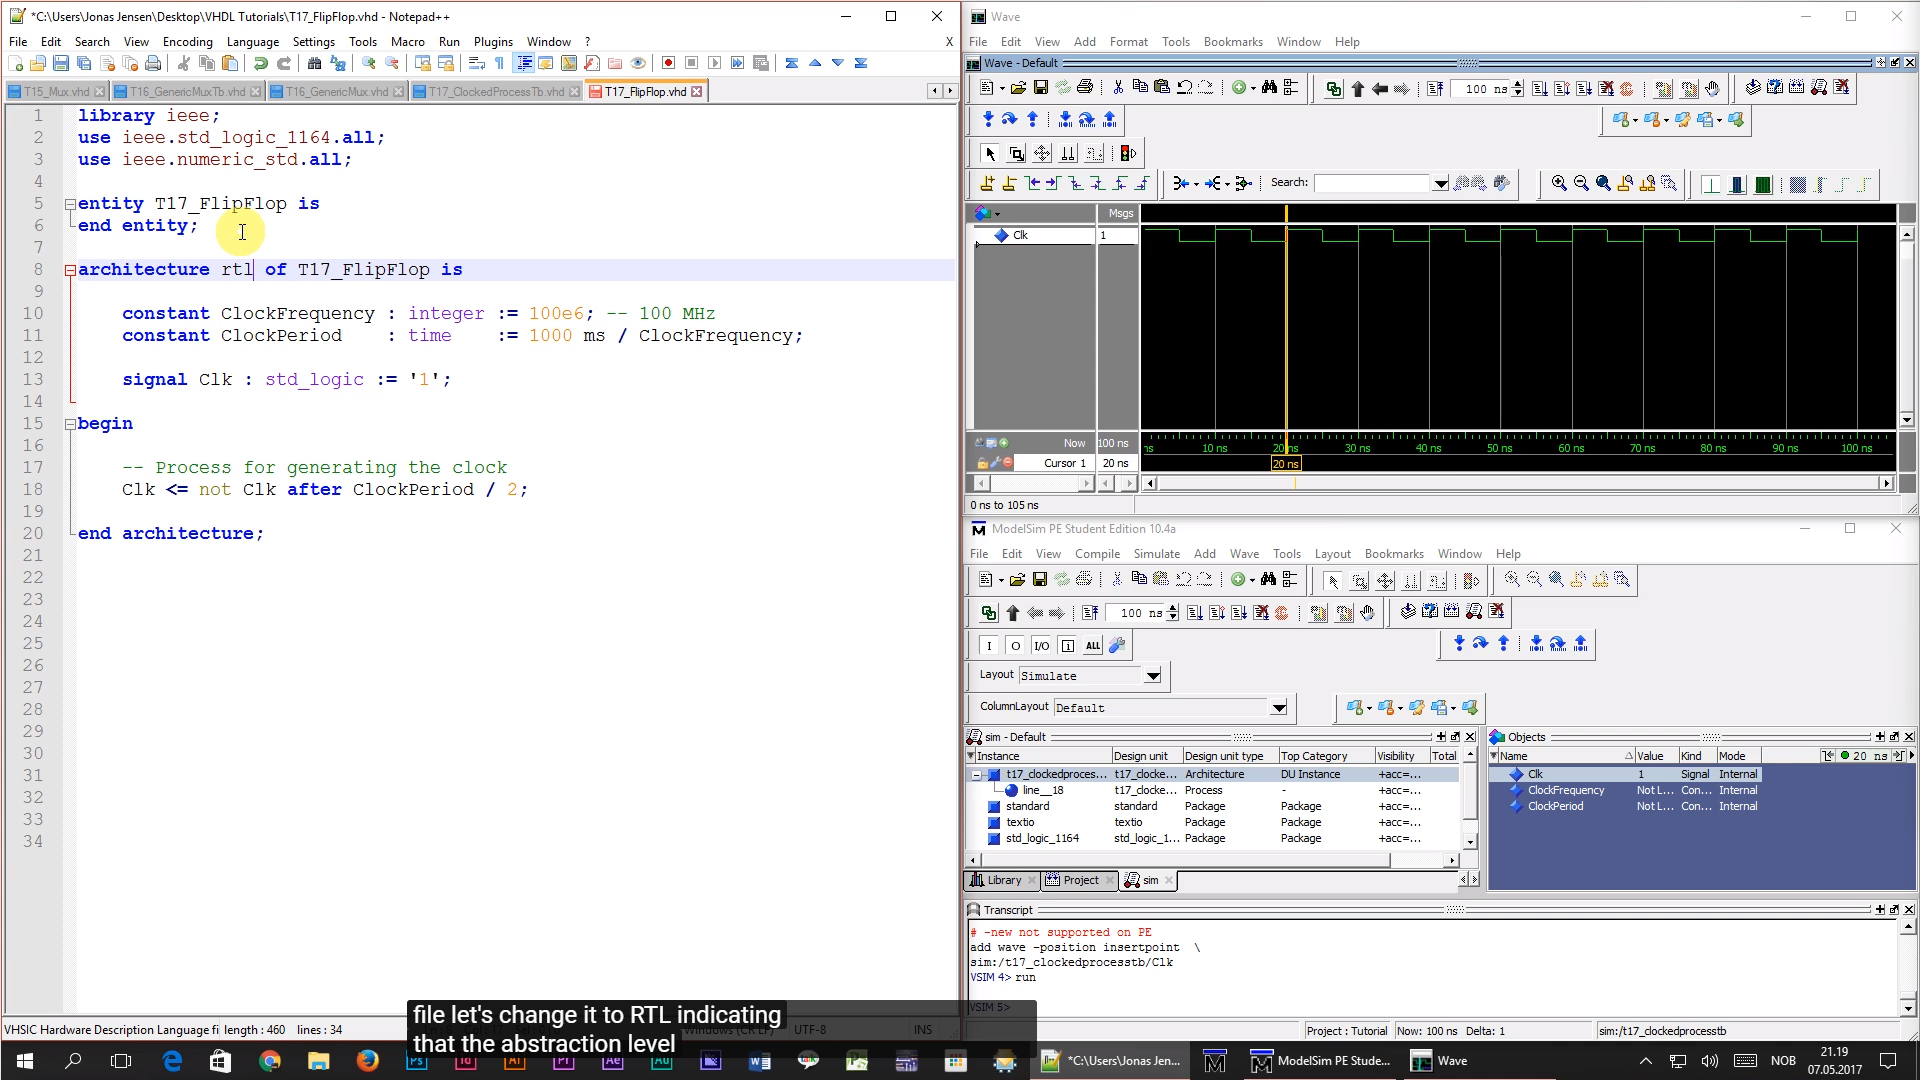 *C:\Users\Jonas Jensen\Desktop\VHDL Tutorials\T17_FlipFlop.vhd - Notepad++
File Edit Search View Encoding Language Settings Tools Macro Run Plugins Window ? X
T15_Mux.vhd T16_GenericMuxTb.vhd T16_GenericMux.vhd T17_ClockedProcessTb.vhd T17_FlipFlop.vhd
1 library ieee;
2 use ieee.std_logic_1164.all;
3 use ieee.numeric_std.all;
4
5 entity T17_FlipFlop is
6 end entity;
7
8 architecture rtl of T17_FlipFlop is
9
10 constant ClockFrequency : integer := 100e6; -- 100 MHz
11 constant ClockPeriod : time := 1000 ms / ClockFrequency;
12
13 signal Clk : std_logic := '1';
14
15 begin
16
17 -- Process for generating the clock
18 Clk <= not Clk after ClockPeriod / 2;
19
20 end architecture;
21
22
23
24
25
26
27
28
29
30
31
32
33
34
VHSIC Hardware Description Language fi length : 460 lines : 34 UTF-8 INS
Wave
File Edit View Add Format Tools Bookmarks Window Help
Wave - Default
100 ns
Search:
Msgs
Clk 1
Now 100 ns
Cursor 1 20 ns
ns 10 ns 20 ns 30 ns 40 ns 50 ns 60 ns 70 ns 80 ns 90 ns 100 ns
20 ns
0 ns to 105 ns
ModelSim PE Student Edition 10.4a
File Edit View Compile Simulate Add Wave Tools Layout Bookmarks Window Help
100 ns
I O I/O i ALL
Layout Simulate
ColumnLayout Default
sim - Default
Instance Design unit Design unit type Top Category Visibility Total
t17_clockedproces... t17_docke... Architecture DU Instance +acc=...
line__18 t17_docke... Process - +acc=...
standard standard Package Package +acc=...
textio textio Package Package +acc=...
std_logic_1164 std_logic_1... Package Package +acc=...
Library Project sim
Objects
Name Value Kind Mode 20 ns
Clk 1 Signal Internal
ClockFrequency Not L... Con... Internal
ClockPeriod Not L... Con... Internal
Transcript
# -new not supported on PE
add wave -position insertpoint \
sim:/t17_clockedprocesstb/Clk
VSIM 4> run
VSIM 5>
Project : Tutorial Now: 100 ns Delta: 1 sim:/t17_clockedprocesstb
file let's change it to RTL indicating
that the abstraction level
*C:\Users\Jonas Jen... ModelSim PE Stude... Wave NOB 21.19
07.05.2017